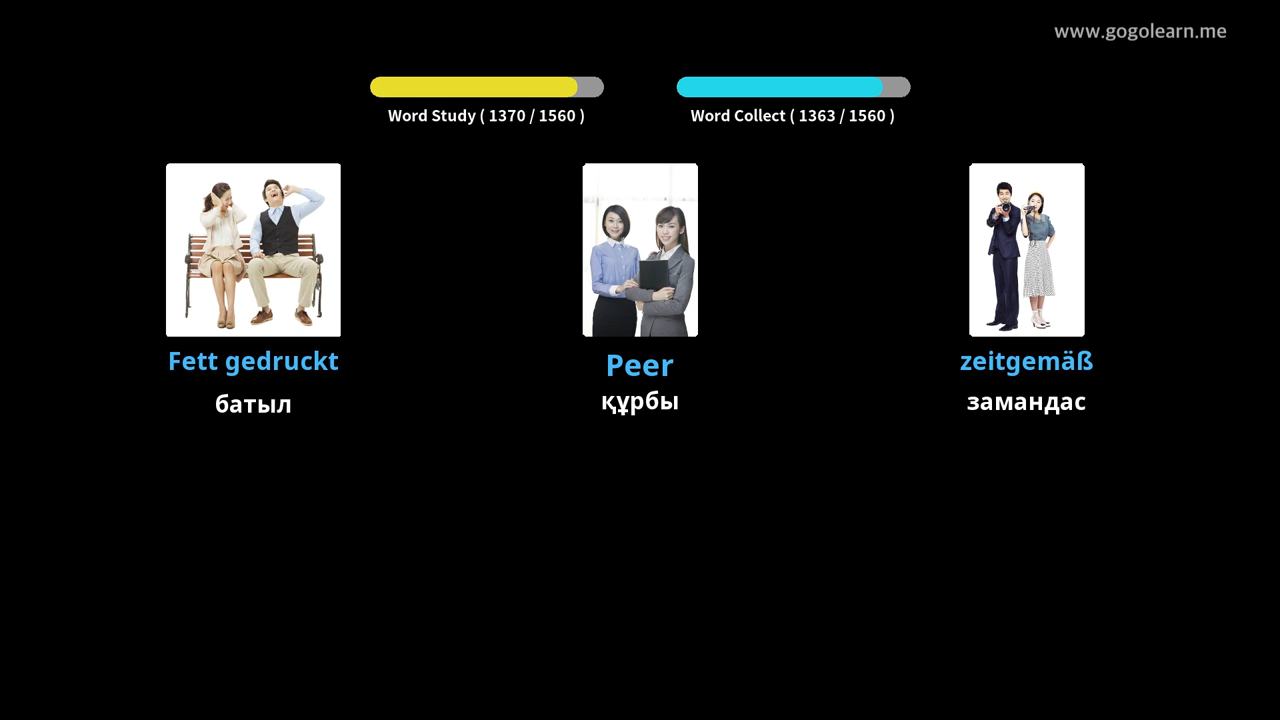 www.gogolearn.me
Word Study ( 1370 / 1560 )
Word Collect ( 1363 / 1560 )
Fett gedruckt
Peer
zeitgemäß
батыл
құрбы
замандас